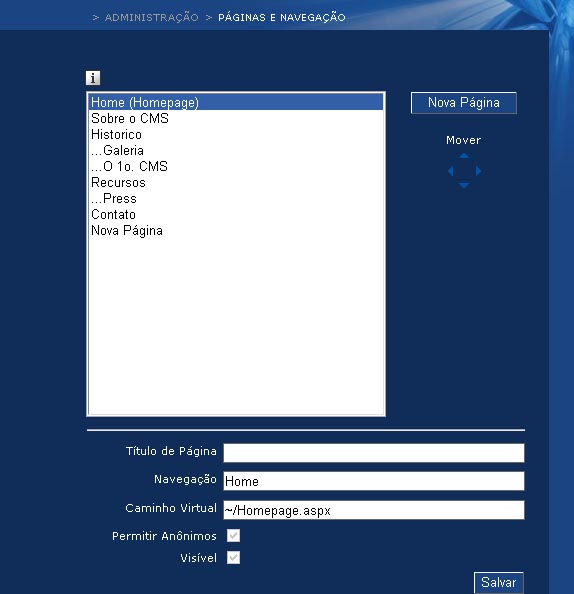 > ADMINISTRAÇÃO > PÁGINAS E NAVEGAÇÃO
i
Home (Homepage)
Sobre o CMS
Historico
...Galeria
...O 1o. CMS
Recursos
...Press
Contato
Nova Página
Nova Página
Mover
Título de Página
Navegação Home
Caminho Virtual ~/Homepage.aspx
Permitir Anônimos
Visível
Salvar